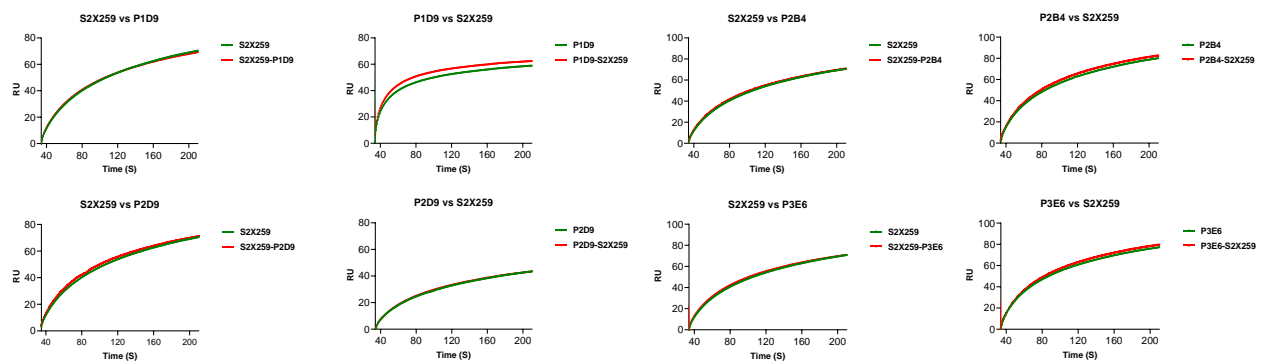 S2X259 vs P1D9
80
60
40
20
0
RU
40 80 120 160 200
Time (S)
S2X259
S2X259-P1D9
P1D9 vs S2X259
80
60
40
20
0
RU
40 80 120 160 200
Time (S)
P1D9
P1D9-S2X259
S2X259 vs P2B4
100
80
60
40
20
0
RU
40 80 120 160 200
Time (S)
S2X259
S2X259-P2B4
P2B4 vs S2X259
100
80
60
40
20
0
RU
40 80 120 160 200
Time (S)
P2B4
P2B4-S2X259
S2X259 vs P2D9
80
60
40
20
0
RU
40 80 120 160 200
Time (S)
S2X259
S2X259-P2D9
P2D9 vs S2X259
80
60
40
20
0
RU
40 80 120 160 200
Time (S)
P2D9
P2D9-S2X259
S2X259 vs P3E6
100
80
60
40
20
0
RU
40 80 120 160 200
Time (S)
S2X259
S2X259-P3E6
P3E6 vs S2X259
100
80
60
40
20
0
RU
40 80 120 160 200
Time (S)
P3E6
P3E6-S2X259